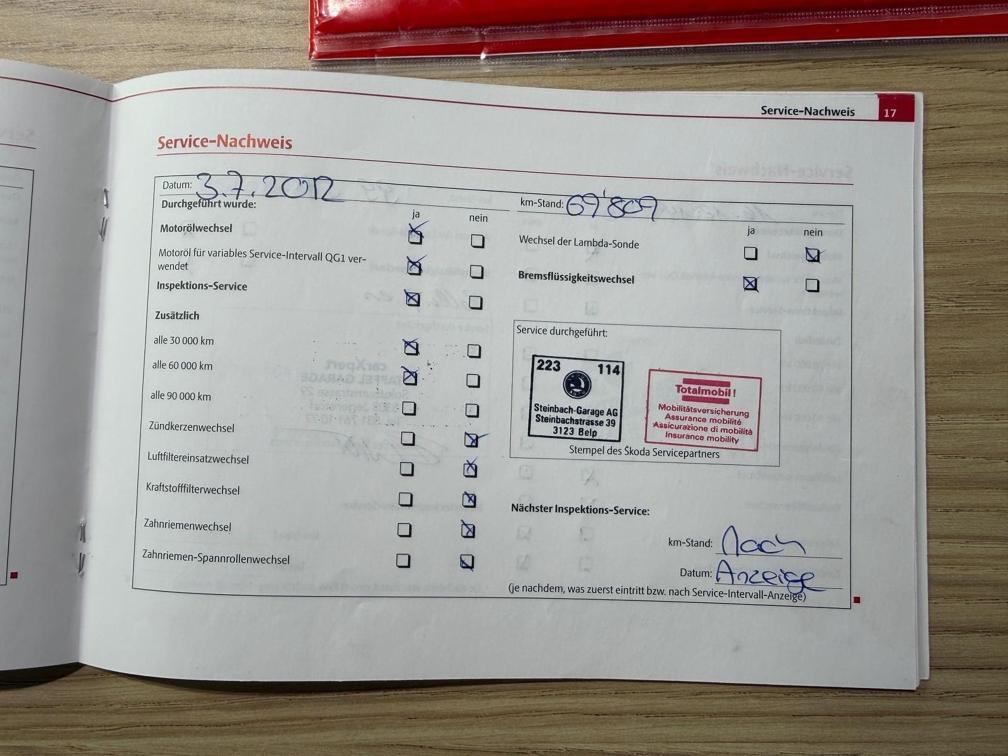 Service-Nachweis 17
Service-Nachweis
Datum: 3.7.2012
km-Stand: 69'809
Durchgeführt wurde:
ja nein
Motorölwechsel
Motoröl für variables Service-Intervall QG1 ver-
wendet
Inspektions-Service
Zusätzlich
alle 30 000 km
alle 60 000 km
alle 90 000 km
Zündkerzenwechsel
Luftfiltereinsatzwechsel
Kraftstofffilterwechsel
Zahnriemenwechsel
Zahnriemen-Spannrollenwechsel
ja nein
Wechsel der Lambda-Sonde
Bremsflüssigkeitswechsel
Service durchgeführt:
223 114
Steinbach-Garage AG
Steinbachstrasse 39
3123 Belp
Totalmobil!
Mobilitätsversicherung
Assurance mobilité
Assicurazione di mobilità
Insurance mobility
Stempel des Škoda Servicepartners
Nächster Inspektions-Service:
km-Stand: Nach
Datum: Anzeige
(je nachdem, was zuerst eintritt bzw. nach Service-Intervall-Anzeige)